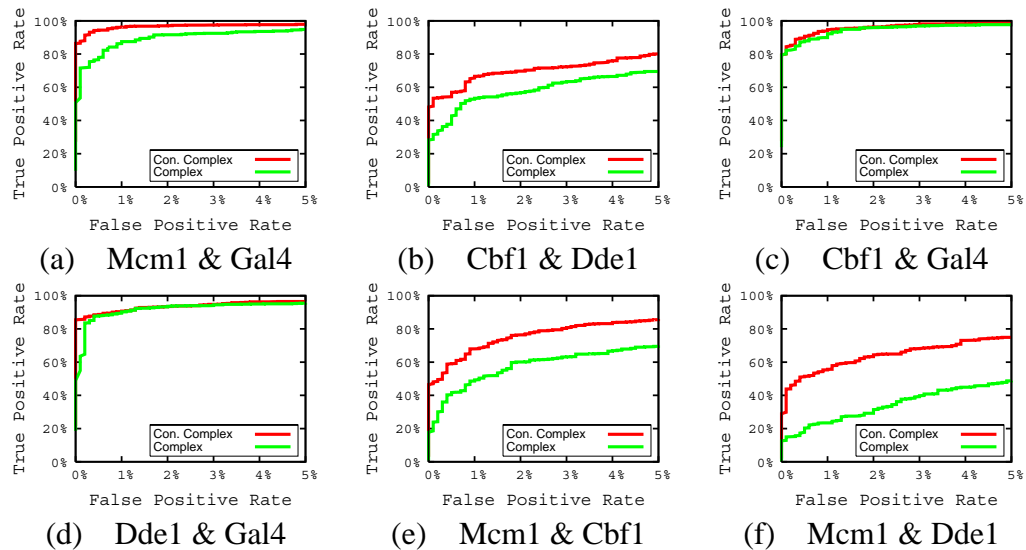 100%
80%
60%
40%
20%
0%
True Positive Rate
Con. Complex
Complex
0% 1% 2% 3% 4% 5%
False Positive Rate
(a) Mcm1 & Gal4
100%
80%
60%
40%
20%
0%
True Positive Rate
Con. Complex
Complex
0% 1% 2% 3% 4% 5%
False Positive Rate
(b) Cbf1 & Dde1
100%
80%
60%
40%
20%
0%
True Positive Rate
Con. Complex
Complex
0% 1% 2% 3% 4% 5%
False Positive Rate
(c) Cbf1 & Gal4
100%
80%
60%
40%
20%
0%
True Positive Rate
Con. Complex
Complex
0% 1% 2% 3% 4% 5%
False Positive Rate
(d) Dde1 & Gal4
100%
80%
60%
40%
20%
0%
True Positive Rate
Con. Complex
Complex
0% 1% 2% 3% 4% 5%
False Positive Rate
(e) Mcm1 & Cbf1
100%
80%
60%
40%
20%
0%
True Positive Rate
Con. Complex
Complex
0% 1% 2% 3% 4% 5%
False Positive Rate
(f) Mcm1 & Dde1